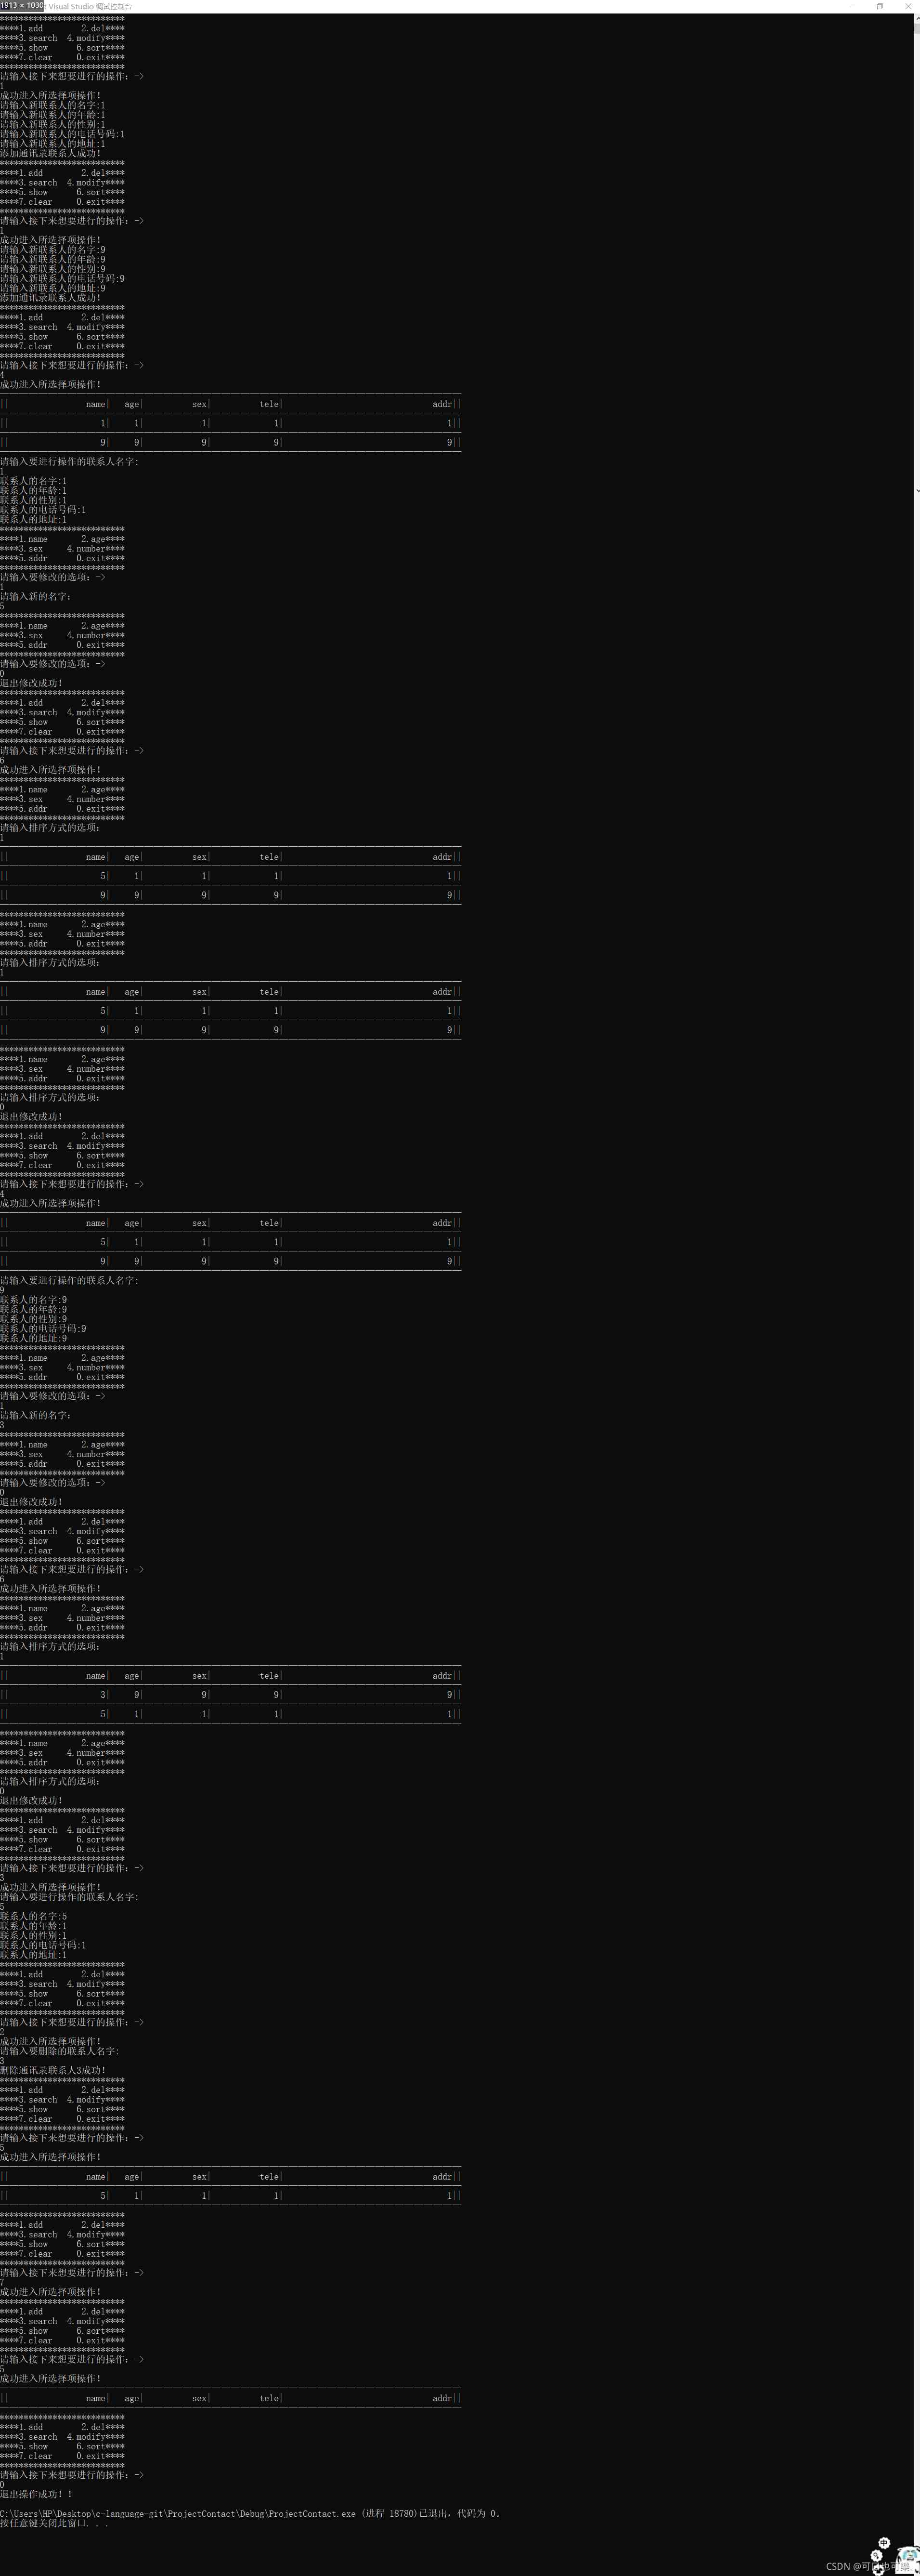 1913 × 1030 t Visual Studio 调试控制台
**************************
****1.add        2.del****
****3.search  4.modify****
****5.show      6.sort****
****7.clear     0.exit****
**************************
请输入接下来想要进行的操作：->
1
成功进入所选择项操作！
请输入新联系人的名字:1
请输入新联系人的年龄:1
请输入新联系人的性别:1
请输入新联系人的电话号码:1
请输入新联系人的地址:1
添加通讯录联系人成功！
**************************
****1.add        2.del****
****3.search  4.modify****
****5.show      6.sort****
****7.clear     0.exit****
**************************
请输入接下来想要进行的操作：->
1
成功进入所选择项操作！
请输入新联系人的名字:9
请输入新联系人的年龄:9
请输入新联系人的性别:9
请输入新联系人的电话号码:9
请输入新联系人的地址:9
添加通讯录联系人成功！
**************************
****1.add        2.del****
****3.search  4.modify****
****5.show      6.sort****
****7.clear     0.exit****
**************************
请输入接下来想要进行的操作：->
4
成功进入所选择项操作！
||                name|   age|          sex|          tele|                               addr||
||                   1|     1|            1|             1|                                  1||
||                   9|     9|            9|             9|                                  9||
请输入要进行操作的联系人名字:
1
联系人的名字:1
联系人的年龄:1
联系人的性别:1
联系人的电话号码:1
联系人的地址:1
**************************
****1.name       2.age****
****3.sex     4.number****
****5.addr      0.exit****
**************************
请输入要修改的选项：->
1
请输入新的名字：
5
**************************
****1.name       2.age****
****3.sex     4.number****
****5.addr      0.exit****
**************************
请输入要修改的选项：->
0
退出修改成功！
**************************
****1.add        2.del****
****3.search  4.modify****
****5.show      6.sort****
****7.clear     0.exit****
**************************
请输入接下来想要进行的操作：->
6
成功进入所选择项操作！
**************************
****1.name       2.age****
****3.sex     4.number****
****5.addr      0.exit****
**************************
请输入排序方式的选项：
1
||                name|   age|          sex|          tele|                               addr||
||                   5|     1|            1|             1|                                  1||
||                   9|     9|            9|             9|                                  9||
**************************
****1.name       2.age****
****3.sex     4.number****
****5.addr      0.exit****
**************************
请输入排序方式的选项：
1
||                name|   age|          sex|          tele|                               addr||
||                   5|     1|            1|             1|                                  1||
||                   9|     9|            9|             9|                                  9||
**************************
****1.name       2.age****
****3.sex     4.number****
****5.addr      0.exit****
**************************
请输入排序方式的选项：
0
退出修改成功！
**************************
****1.add        2.del****
****3.search  4.modify****
****5.show      6.sort****
****7.clear     0.exit****
**************************
请输入接下来想要进行的操作：->
4
成功进入所选择项操作！
||                name|   age|          sex|          tele|                               addr||
||                   5|     1|            1|             1|                                  1||
||                   9|     9|            9|             9|                                  9||
请输入要进行操作的联系人名字:
9
联系人的名字:9
联系人的年龄:9
联系人的性别:9
联系人的电话号码:9
联系人的地址:9
**************************
****1.name       2.age****
****3.sex     4.number****
****5.addr      0.exit****
**************************
请输入要修改的选项：->
1
请输入新的名字：
3
**************************
****1.name       2.age****
****3.sex     4.number****
****5.addr      0.exit****
**************************
请输入要修改的选项：->
0
退出修改成功！
**************************
****1.add        2.del****
****3.search  4.modify****
****5.show      6.sort****
****7.clear     0.exit****
**************************
请输入接下来想要进行的操作：->
6
成功进入所选择项操作！
**************************
****1.name       2.age****
****3.sex     4.number****
****5.addr      0.exit****
**************************
请输入排序方式的选项：
1
||                name|   age|          sex|          tele|                               addr||
||                   3|     9|            9|             9|                                  9||
||                   5|     1|            1|             1|                                  1||
**************************
****1.name       2.age****
****3.sex     4.number****
****5.addr      0.exit****
**************************
请输入排序方式的选项：
0
退出修改成功！
**************************
****1.add        2.del****
****3.search  4.modify****
****5.show      6.sort****
****7.clear     0.exit****
**************************
请输入接下来想要进行的操作：->
3
成功进入所选择项操作！
请输入要进行操作的联系人名字:
5
联系人的名字:5
联系人的年龄:1
联系人的性别:1
联系人的电话号码:1
联系人的地址:1
**************************
****1.add        2.del****
****3.search  4.modify****
****5.show      6.sort****
****7.clear     0.exit****
**************************
请输入接下来想要进行的操作：->
2
成功进入所选择项操作！
请输入要删除的联系人名字:
3
删除通讯录联系人3成功！
**************************
****1.add        2.del****
****3.search  4.modify****
****5.show      6.sort****
****7.clear     0.exit****
**************************
请输入接下来想要进行的操作：->
5
成功进入所选择项操作！
||                name|   age|          sex|          tele|                               addr||
||                   5|     1|            1|             1|                                  1||
**************************
****1.add        2.del****
****3.search  4.modify****
****5.show      6.sort****
****7.clear     0.exit****
**************************
请输入接下来想要进行的操作：->
7
成功进入所选择项操作！
**************************
****1.add        2.del****
****3.search  4.modify****
****5.show      6.sort****
****7.clear     0.exit****
**************************
请输入接下来想要进行的操作：->
5
成功进入所选择项操作！
||                name|   age|          sex|          tele|                               addr||
**************************
****1.add        2.del****
****3.search  4.modify****
****5.show      6.sort****
****7.clear     0.exit****
**************************
请输入接下来想要进行的操作：->
0
退出操作成功！！
C:\Users\HP\Desktop\c-language-git\ProjectContact\Debug\ProjectContact.exe (进程 18780)已退出，代码为 0。
按任意键关闭此窗口. . .
中
CSDN @可